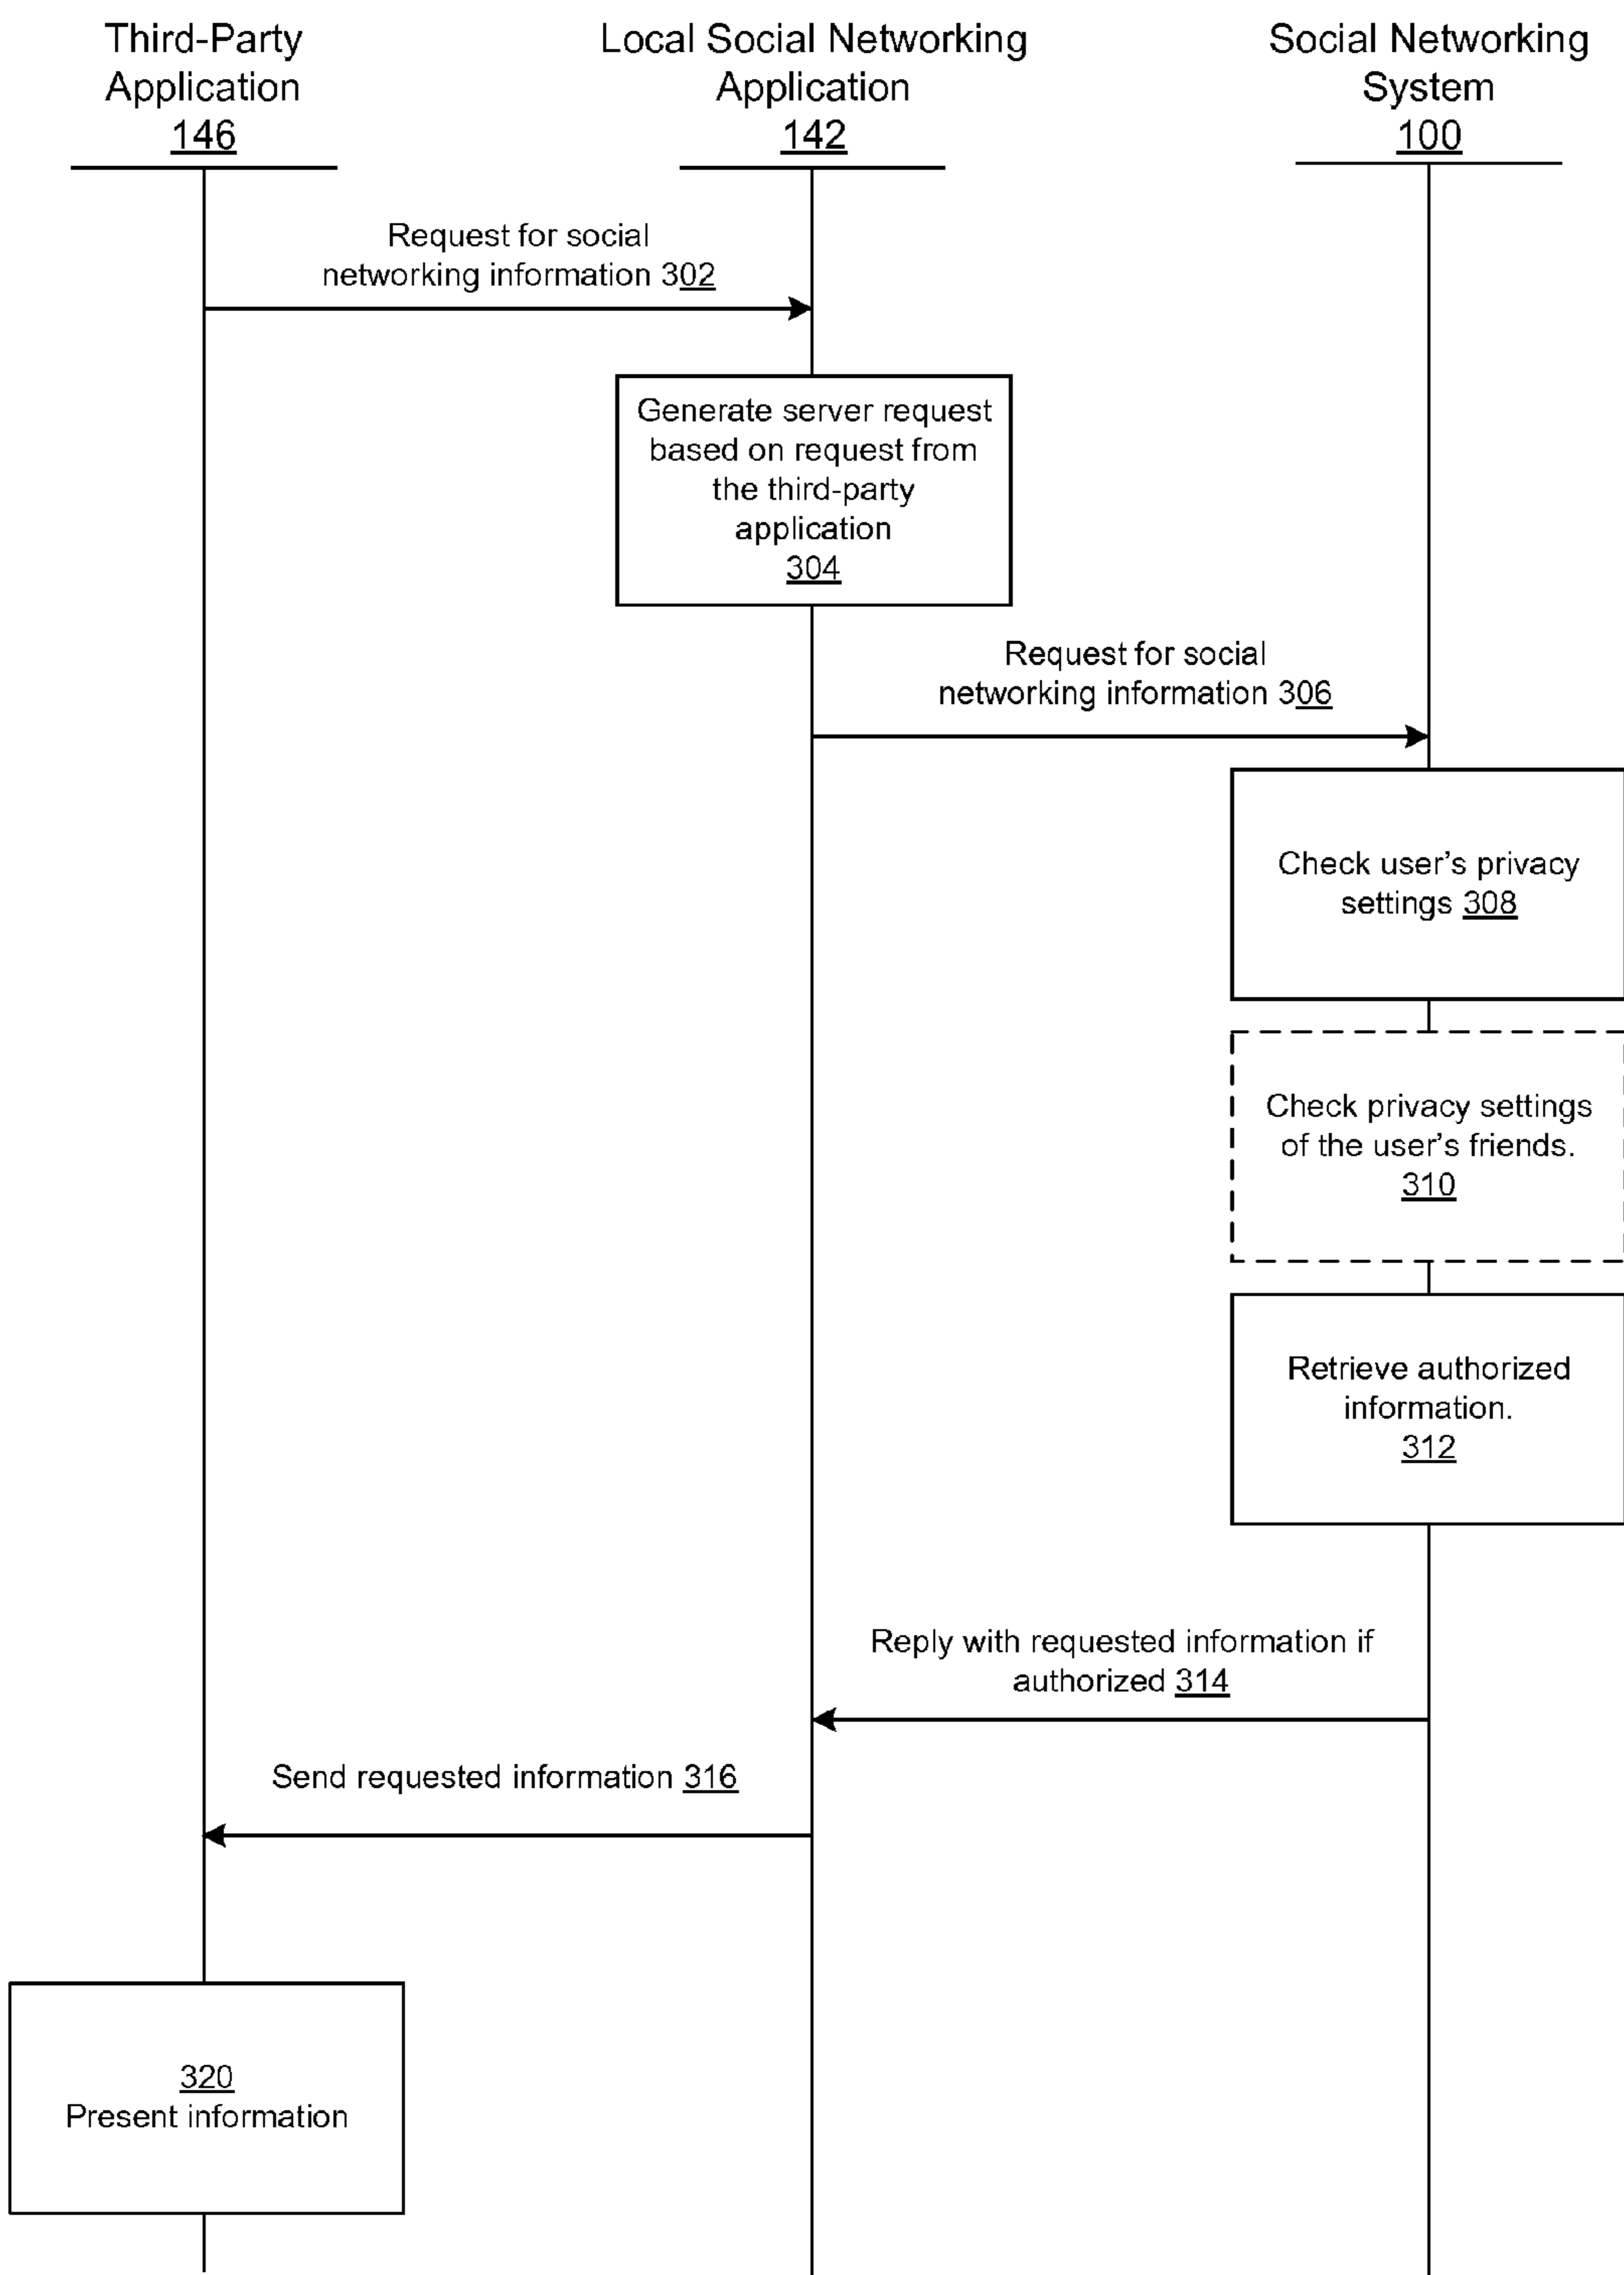 Third-Party
Application
146
Local Social Networking
Application
142
Social Networking
System
100
Request for social
networking information 302
Generate server request
based on request from
the third-party
application
304
Request for social
networking information 306
Check user's privacy
settings 308
Check privacy settings
of the user's friends.
310
Retrieve authorized
information.
312
Reply with requested information if
authorized 314
Send requested information 316
320
Present information